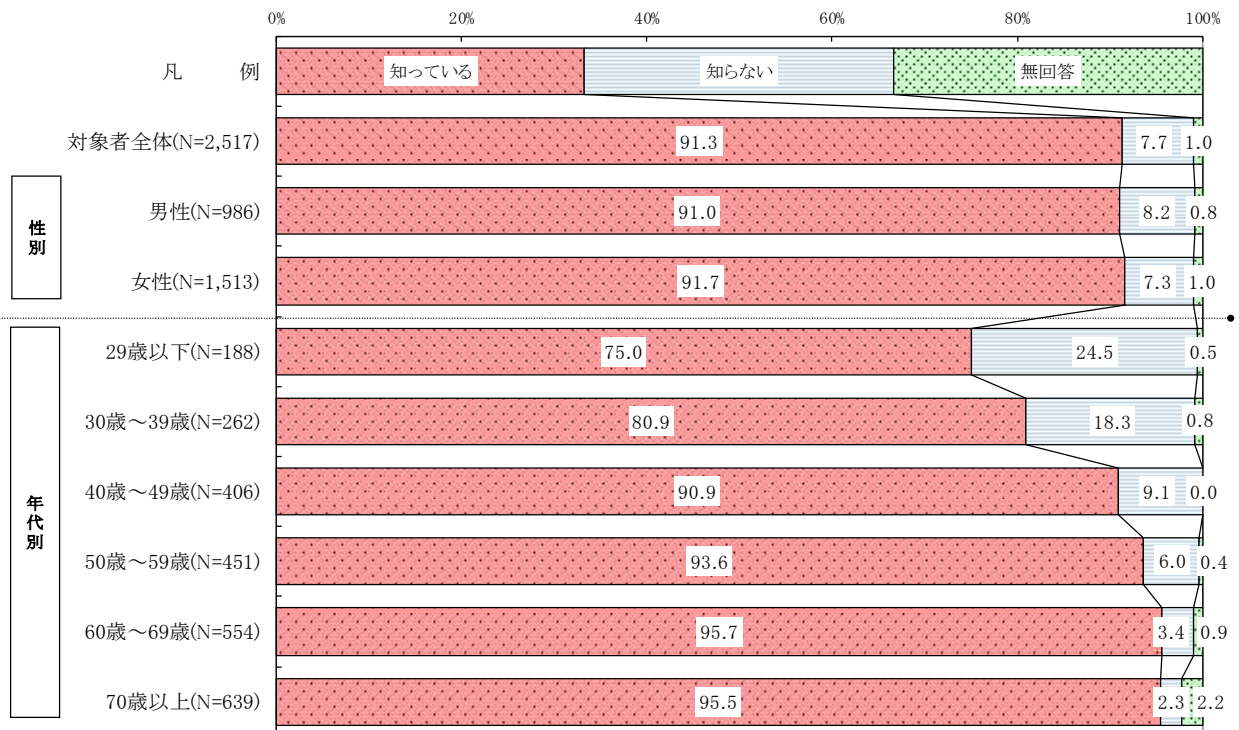 0% 20% 40% 60% 80% 100%
凡 例 知っている 知らない 無回答
対象者全体(N=2,517) 91.3 7.7 1.0
性別
男性(N=986) 91.0 8.2 0.8
女性(N=1,513) 91.7 7.3 1.0
年代別
29歳以下(N=188) 75.0 24.5 0.5
30歳～39歳(N=262) 80.9 18.3 0.8
40歳～49歳(N=406) 90.9 9.1 0.0
50歳～59歳(N=451) 93.6 6.0 0.4
60歳～69歳(N=554) 95.7 3.4 0.9
70歳以上(N=639) 95.5 2.3 2.2